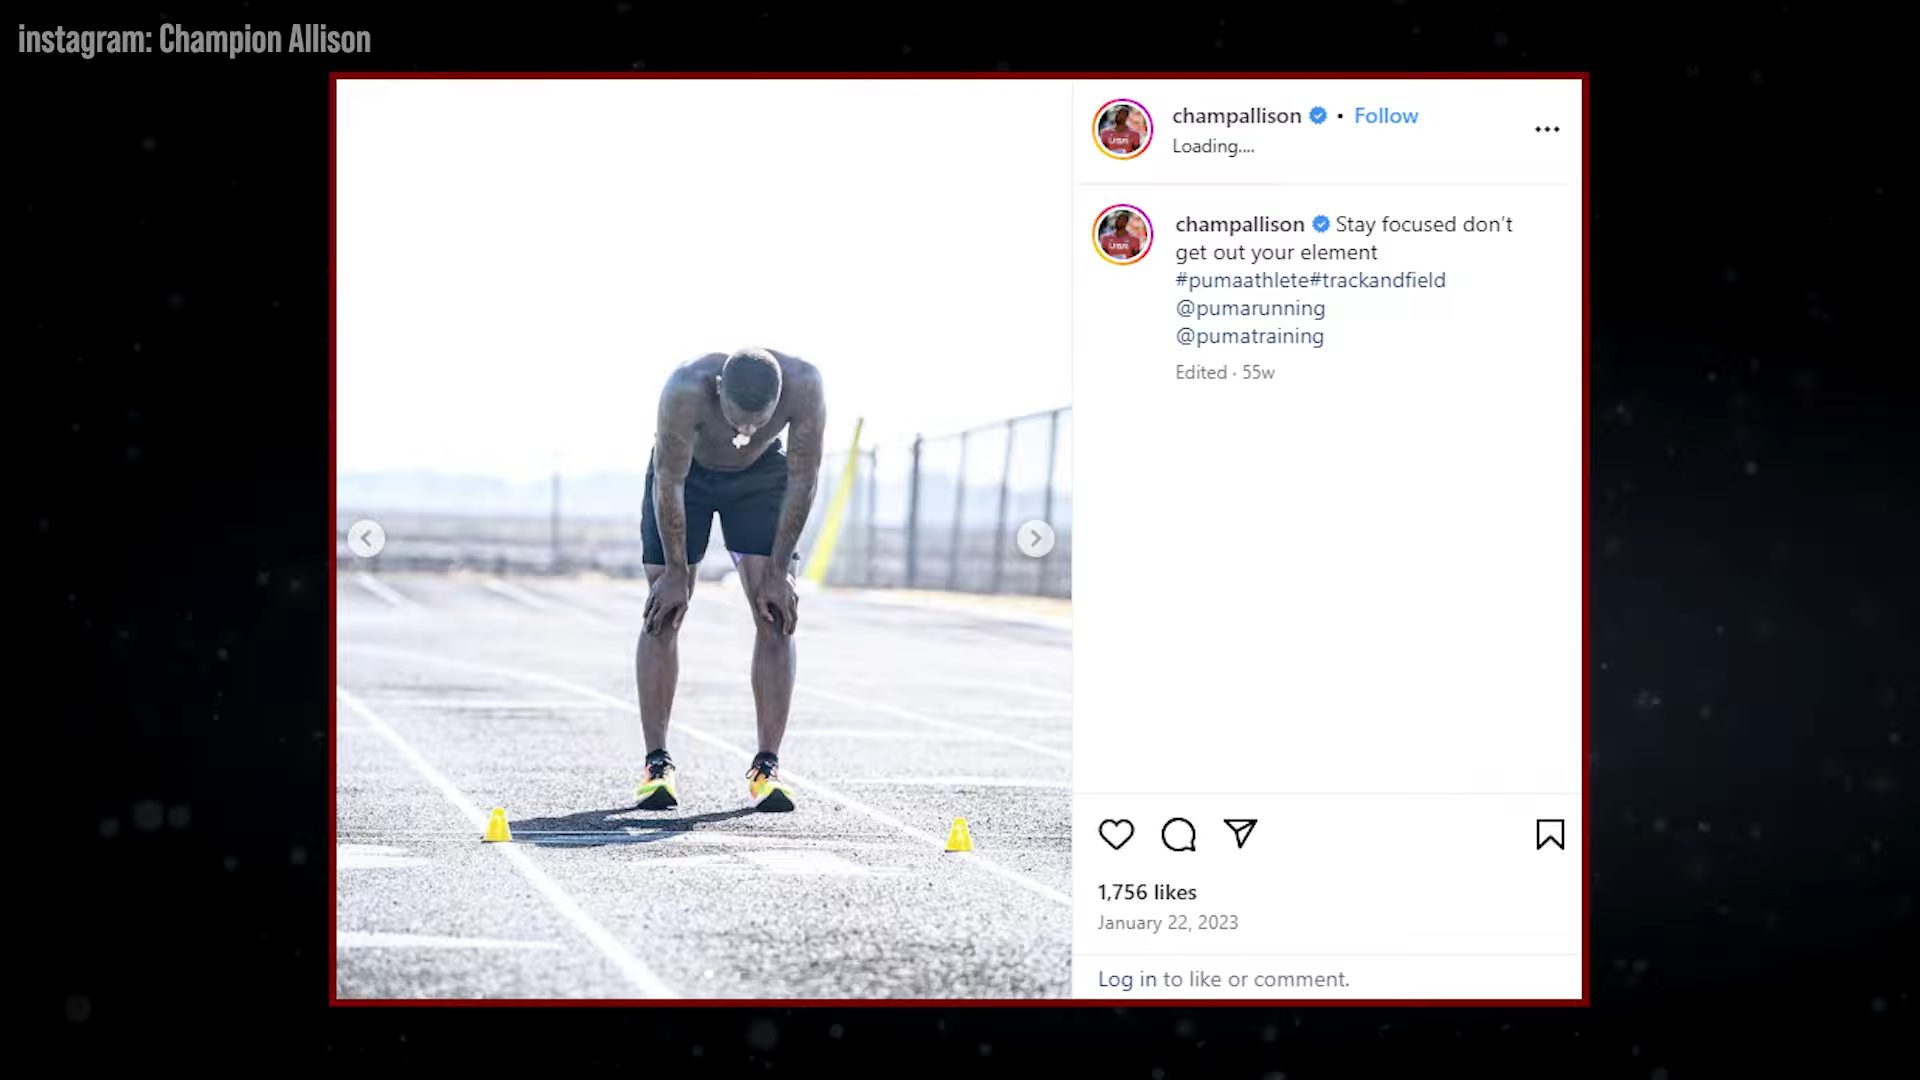 instagram: Champion Allison
champallison • Follow
Loading....
champallison Stay focused don't
get out your element
#pumaathlete#trackandfield
@pumarunning
@pumatraining
Edited · 55w
1,756 likes
January 22, 2023
Log in to like or comment.